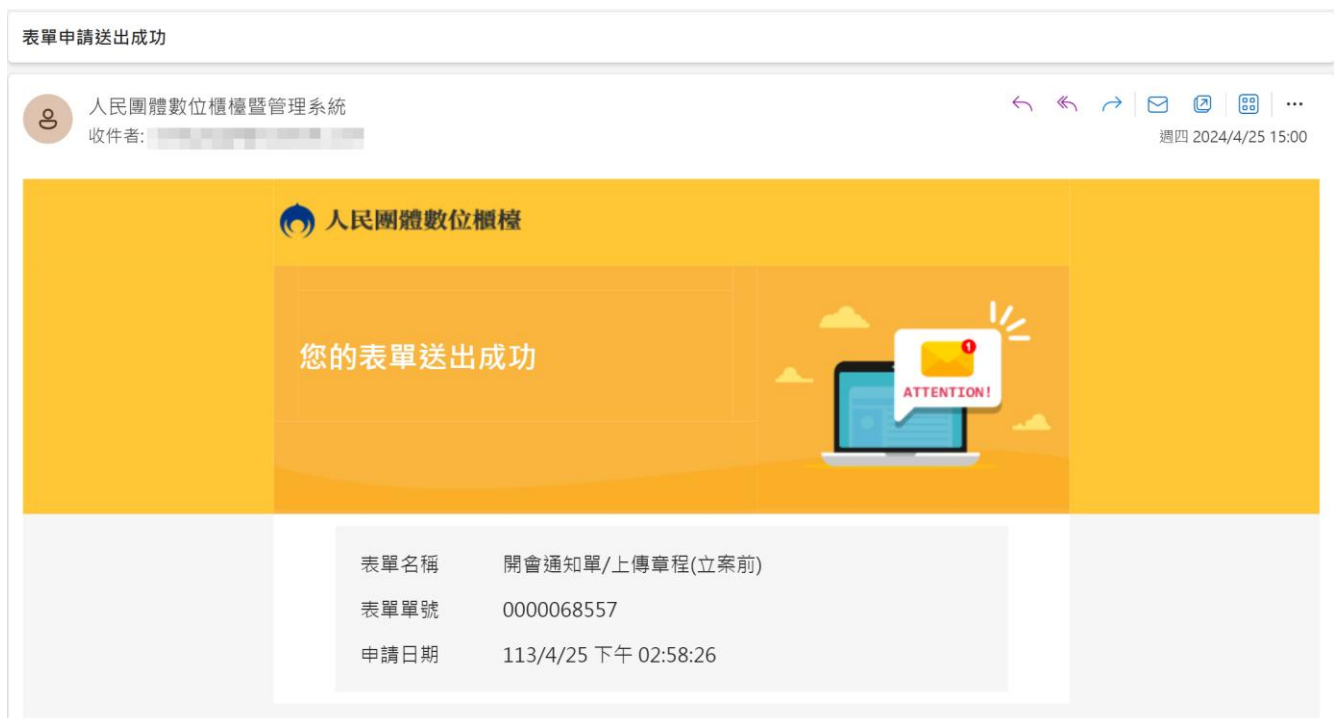 表單申請送出成功
人民團體數位櫃檯暨管理系統
收件者:
週四 2024/4/25 15:00
人民團體數位櫃檯
您的表單送出成功
1
ATTENTION!
表單名稱 開會通知單/上傳章程(立案前)
表單單號 0000068557
申請日期 113/4/25 下午 02:58:26